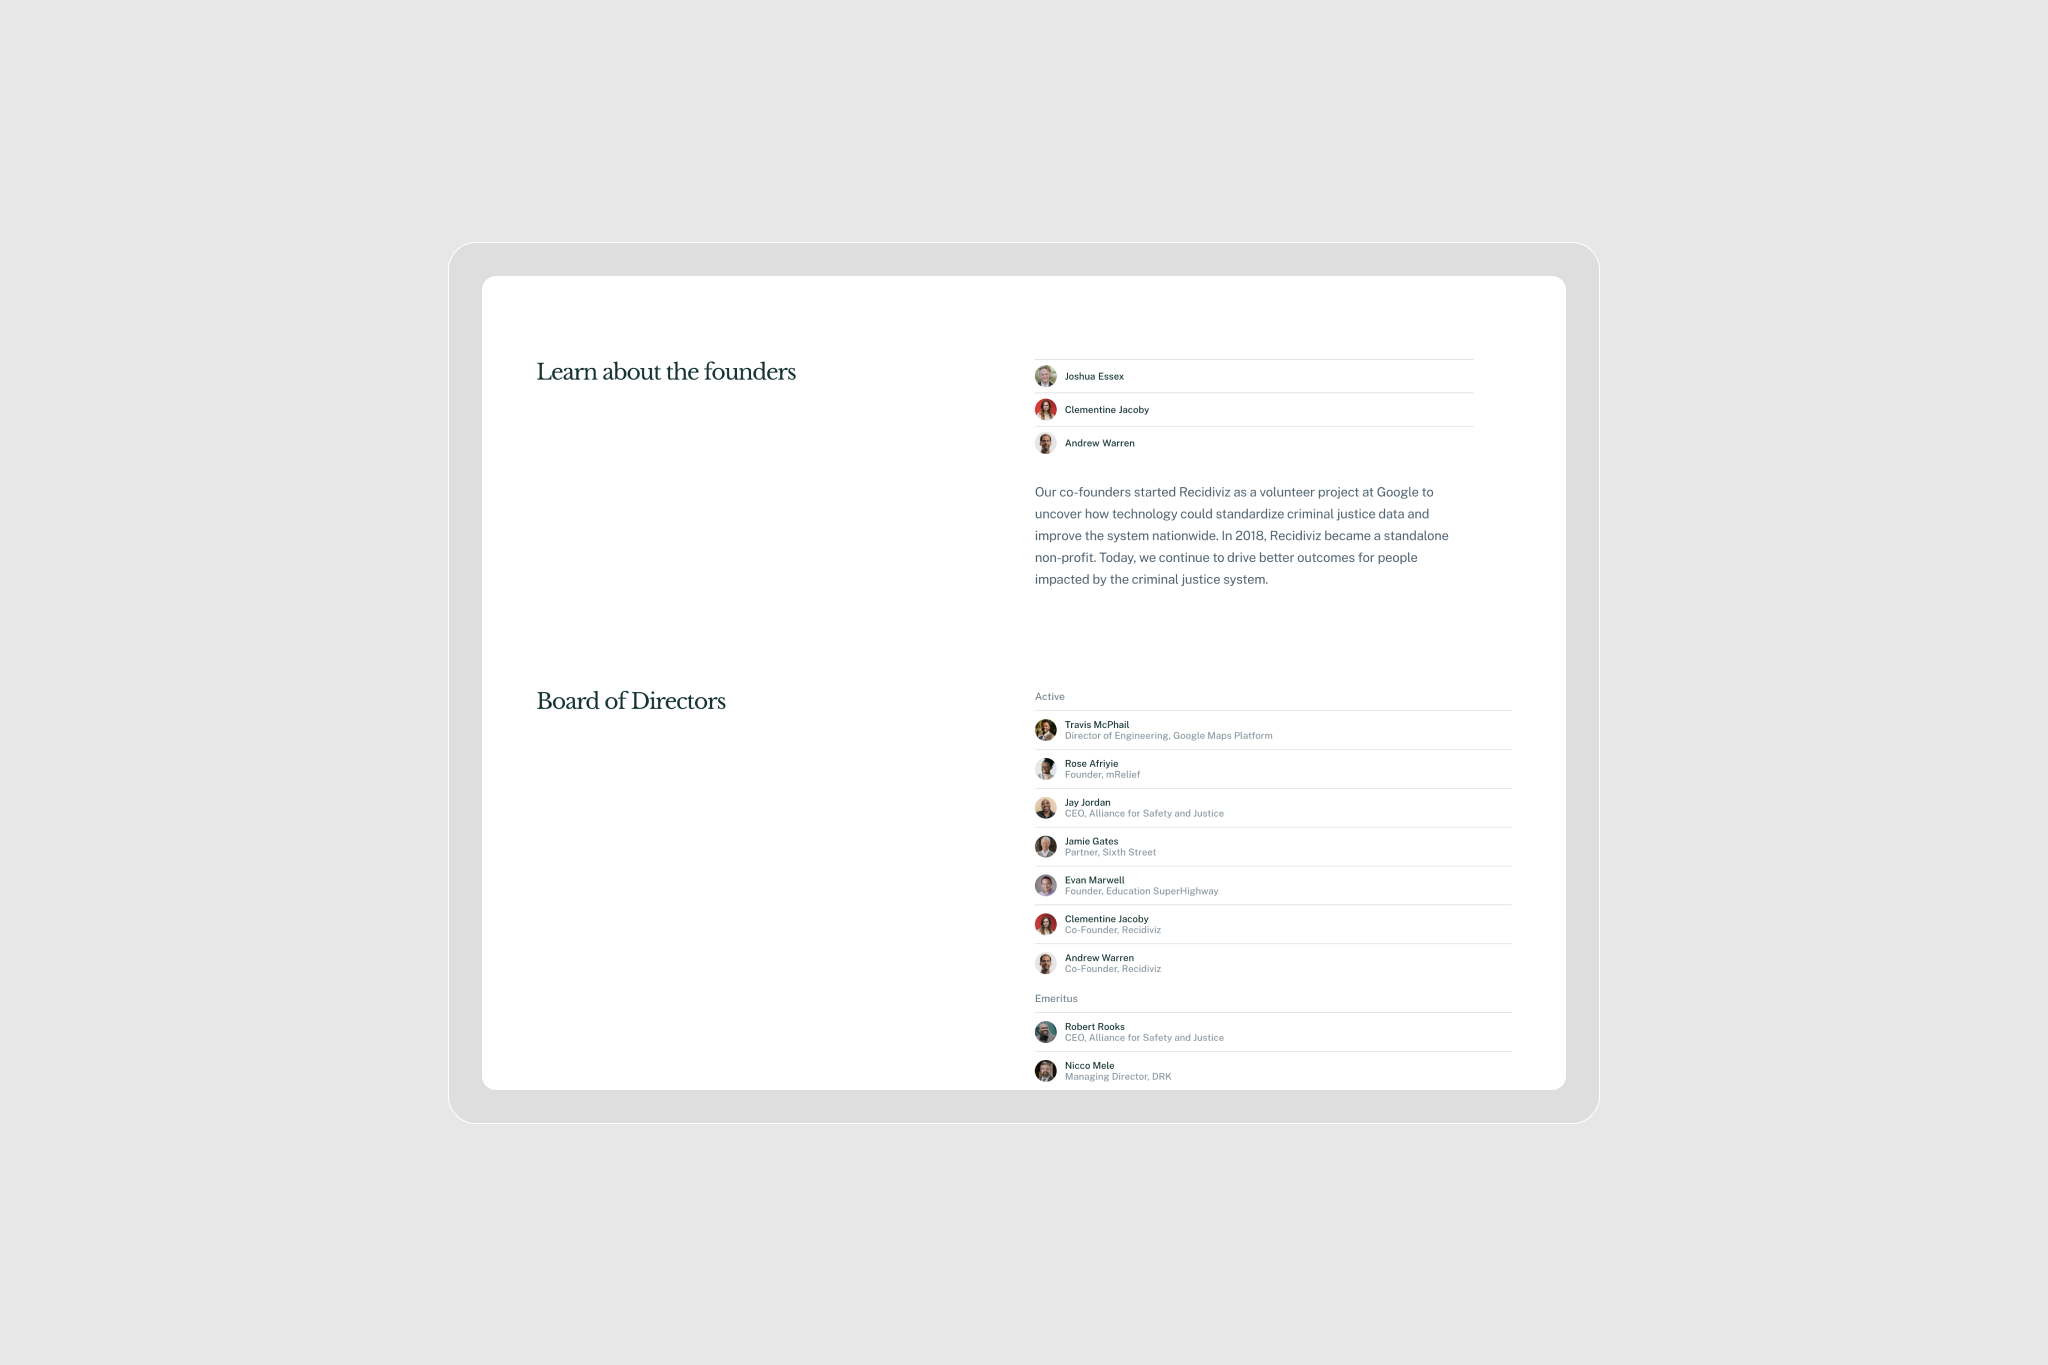 Learn about the founders
Joshua Essex
Clementine Jacoby
Andrew Warren
Our co-founders started Recidiviz as a volunteer project at Google to
uncover how technology could standardize criminal justice data and
improve the system nationwide. In 2018, Recidiviz became a standalone
non-profit. Today, we continue to drive better outcomes for people
impacted by the criminal justice system.
Board of Directors
Active
Travis McPhail
Director of Engineering, Google Maps Platform
Rose Afriyie
Founder, mRelief
Jay Jordan
CEO, Alliance for Safety and Justice
Jamie Gates
Partner, Sixth Street
Evan Marwell
Founder, Education SuperHighway
Clementine Jacoby
Co-Founder, Recidiviz
Andrew Warren
Co-Founder, Recidiviz
Emeritus
Robert Rooks
CEO, Alliance for Safety and Justice
Nicco Mele
Managing Director, DRK